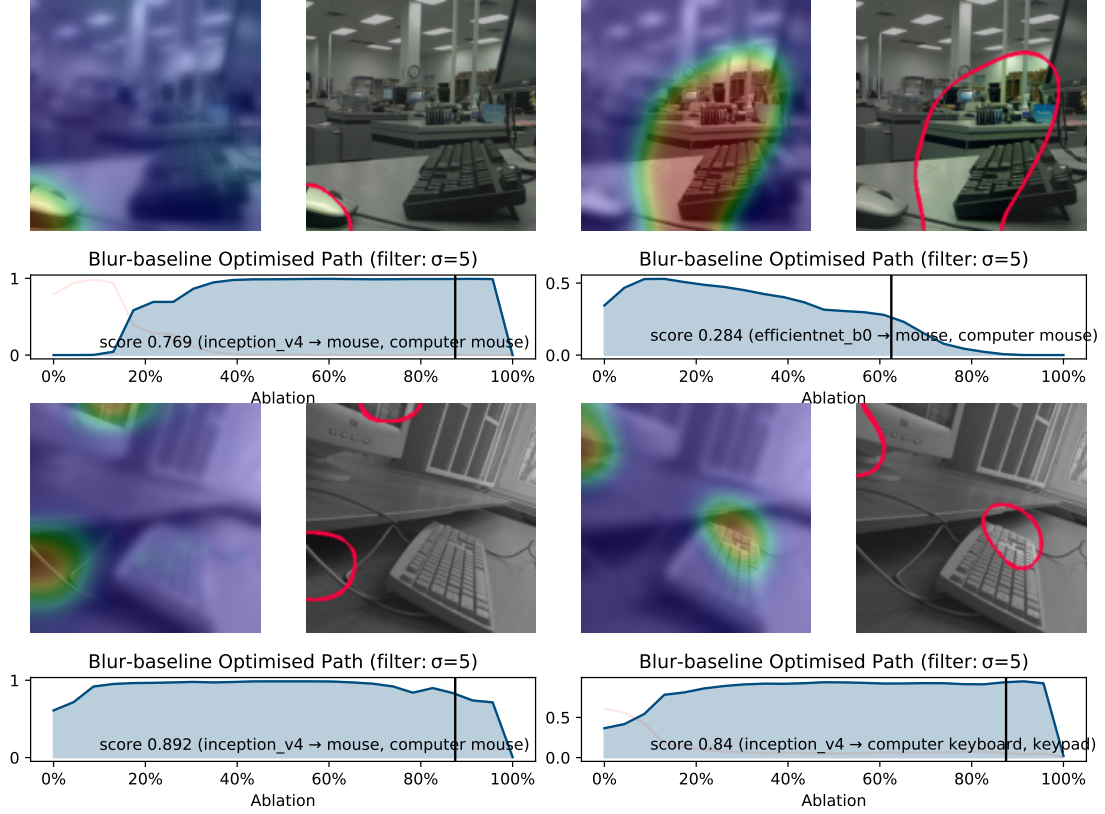 Blur-baseline Optimised Path (filter: σ=5)
1
0
score 0.769 (inception_v4 → mouse, computer mouse)
0% 20% 40% 60% 80% 100%
Ablation
Blur-baseline Optimised Path (filter: σ=5)
0.5
0.0
score 0.284 (efficientnet_b0 → mouse, computer mouse)
0% 20% 40% 60% 80% 100%
Ablation
Blur-baseline Optimised Path (filter: σ=5)
1
0
score 0.892 (inception_v4 → mouse, computer mouse)
0% 20% 40% 60% 80% 100%
Ablation
Blur-baseline Optimised Path (filter: σ=5)
0.5
0.0
score 0.84 (inception_v4 → computer keyboard, keypad)
0% 20% 40% 60% 80% 100%
Ablation